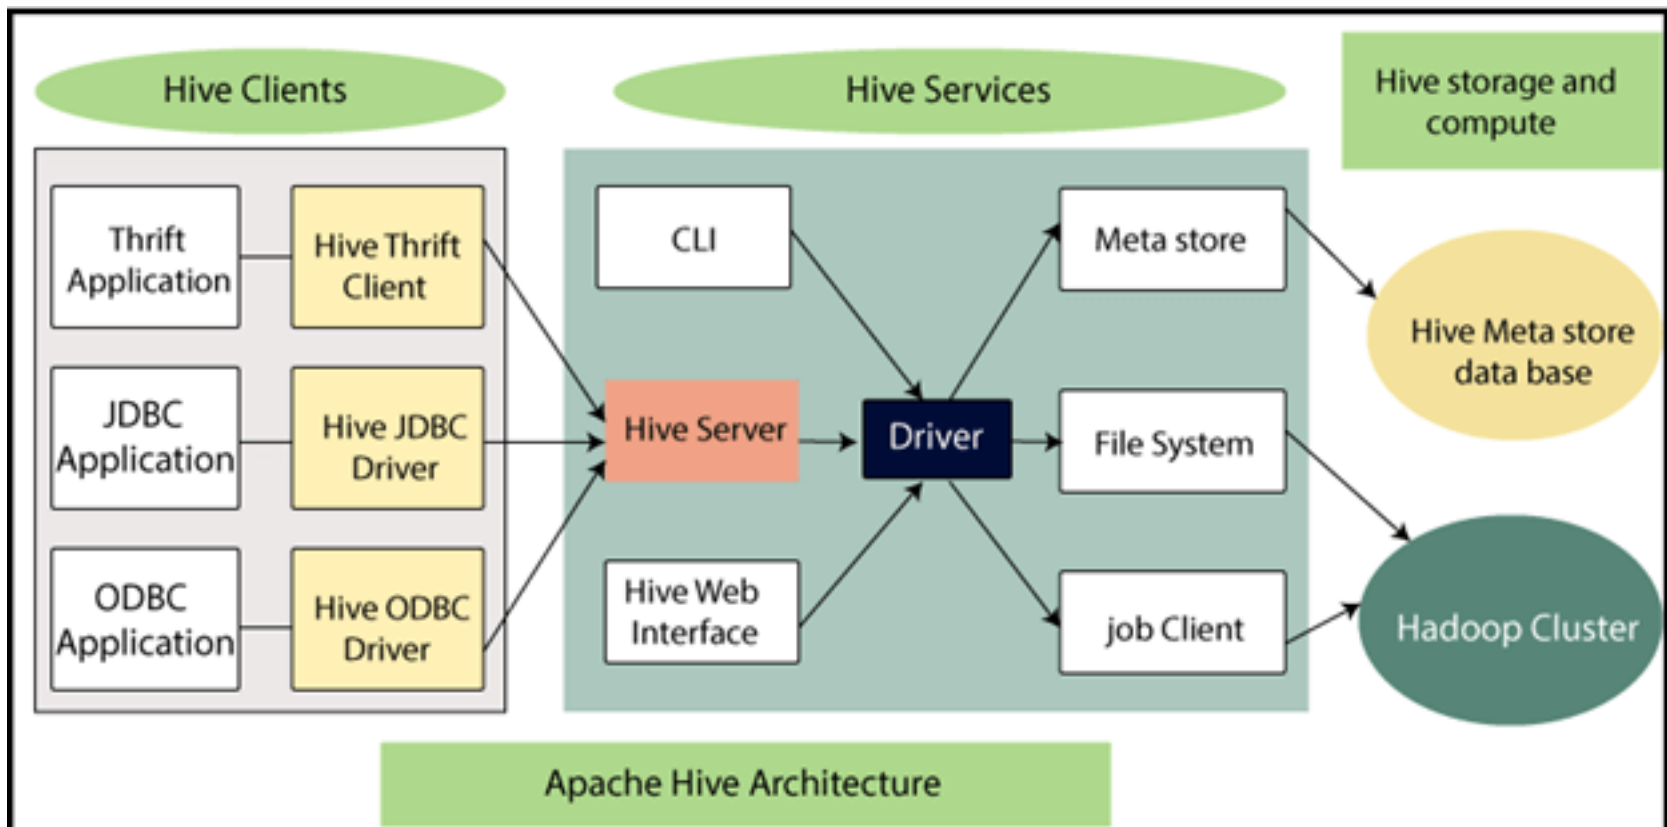 Hive Clients
Hive Services
Hive storage and
compute
Thrift
Application
Hive Thrift
Client
CLI
Meta store
Hive Meta store
data base
JDBC
Application
Hive JDBC
Driver
Hive Server
Driver
File System
ODBC
Application
Hive ODBC
Driver
Hive Web
Interface
job Client
Hadoop Cluster
Apache Hive Architecture